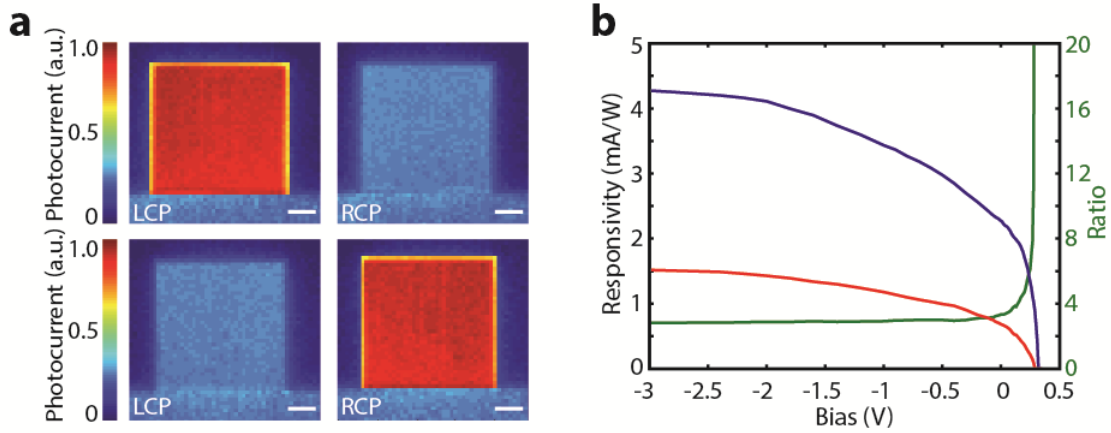 a
Photocurrent (a.u.)
1.0
0.5
0
LCP
RCP
Photocurrent (a.u.)
1.0
0.5
0
LCP
RCP
b
Responsivity (mA/W)
5
4
3
2
1
0
20
16
12
8
4
0
Ratio
-3 -2.5 -2 -1.5 -1 -0.5 0 0.5
Bias (V)